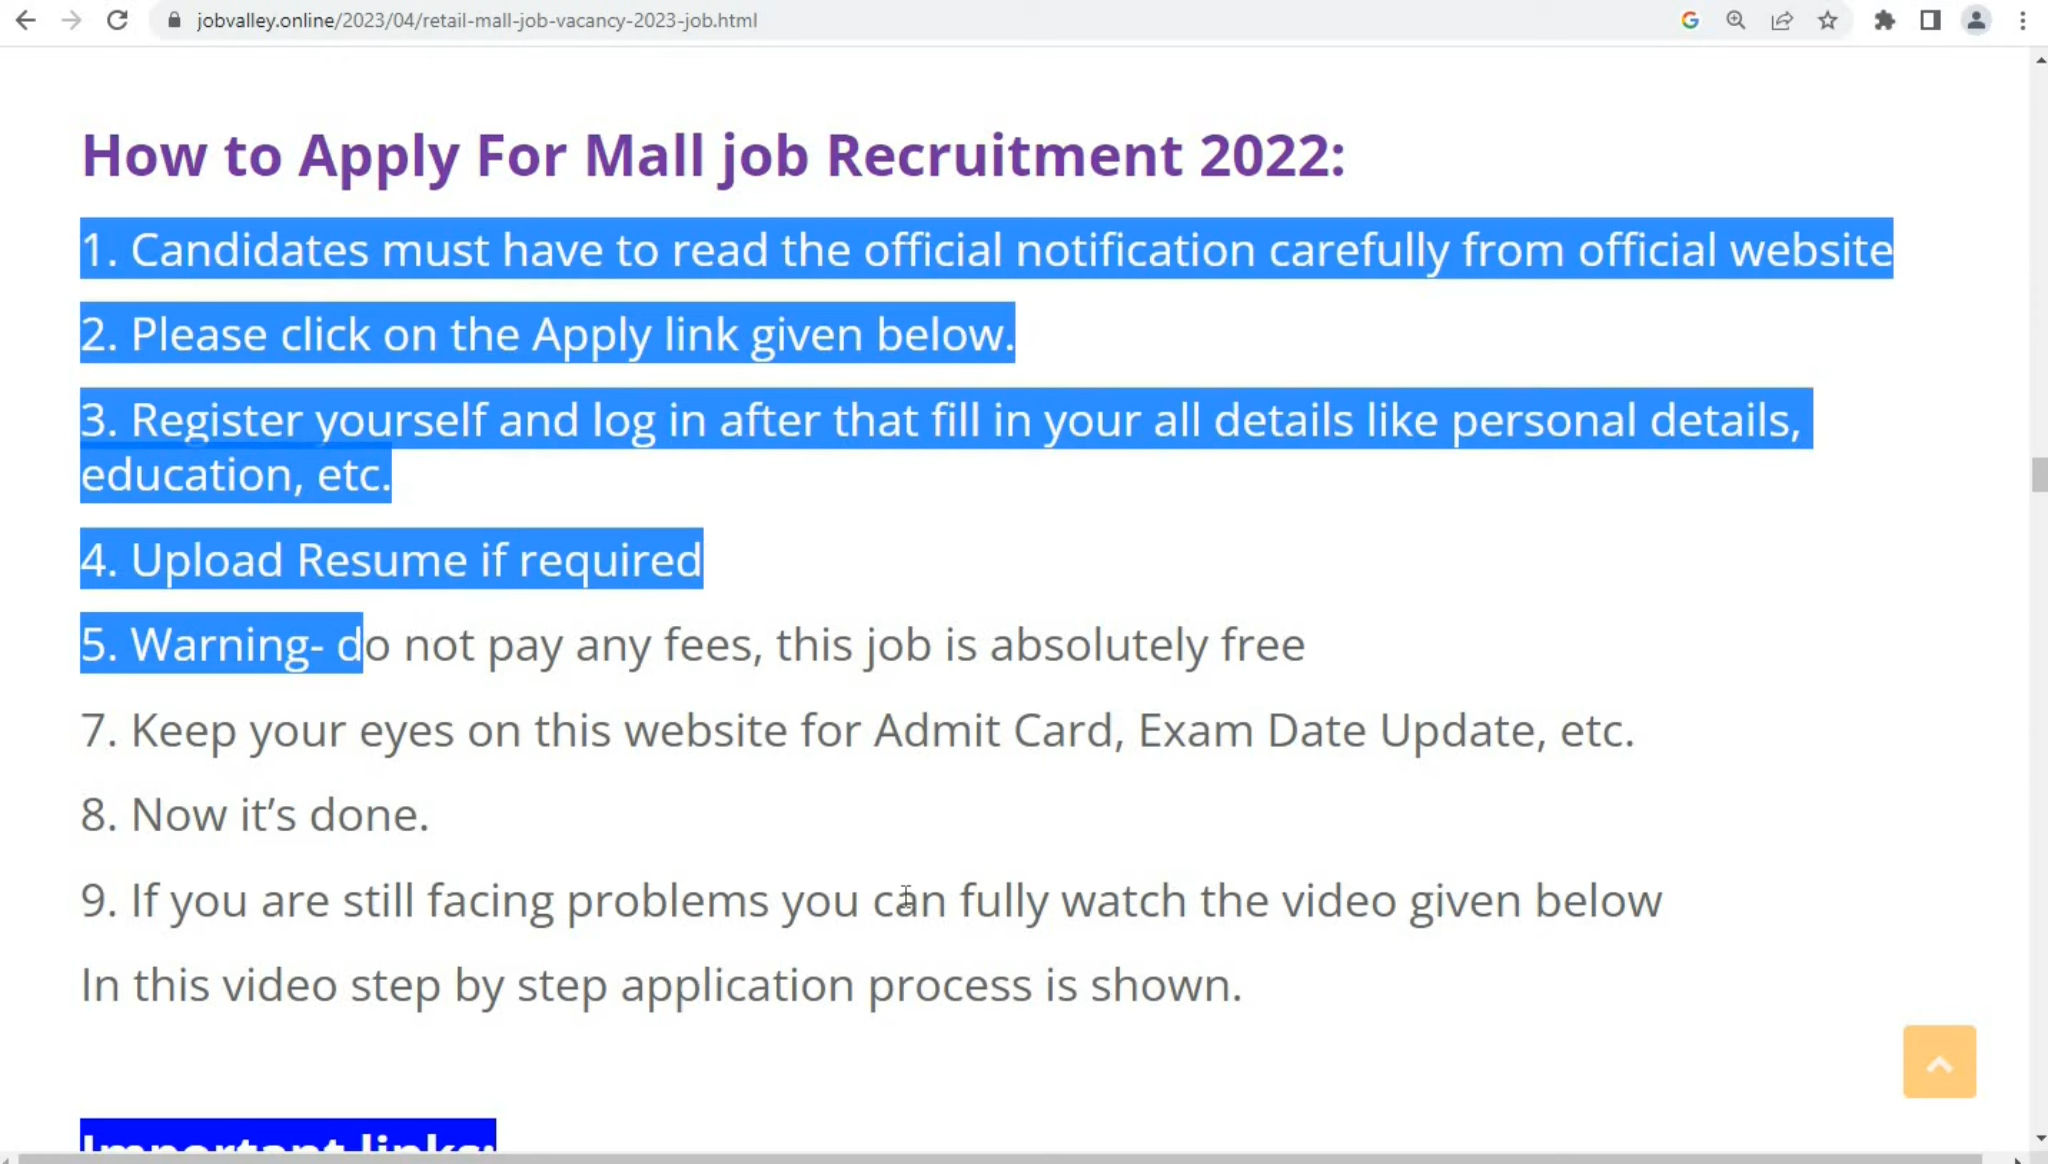 jobvalley.online/2023/04/retail-mall-job-vacancy-2023-job.html
How to Apply For Mall job Recruitment 2022:
1. Candidates must have to read the official notification carefully from official website
2. Please click on the Apply link given below.
3. Register yourself and log in after that fill in your all details like personal details,
education, etc.
4. Upload Resume if required
5. Warning- do not pay any fees, this job is absolutely free
7. Keep your eyes on this website for Admit Card, Exam Date Update, etc.
8. Now it’s done.
9. If you are still facing problems you can fully watch the video given below
In this video step by step application process is shown.
Important links: